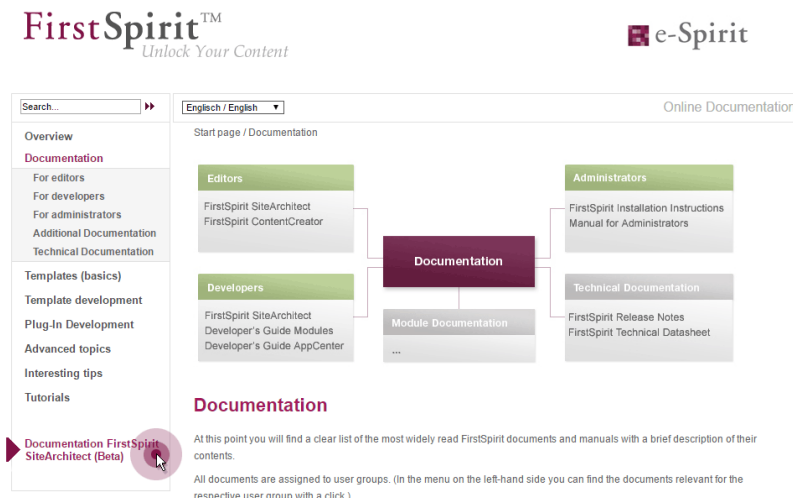 FirstSpirit™
Unlock Your Content
e-Spirit
Search...
Englisch / English
Online Documentation
Start page / Documentation
Overview
Documentation
For editors
For developers
For administrators
Additional Documentation
Technical Documentation
Templates (basics)
Template development
Plug-In Development
Advanced topics
Interesting tips
Tutorials
Documentation FirstSpirit
SiteArchitect (Beta)
Editors
FirstSpirit SiteArchitect
FirstSpirit ContentCreator
Administrators
FirstSpirit Installation Instructions
Manual for Administrators
Documentation
Developers
FirstSpirit SiteArchitect
Developer's Guide Modules
Developer's Guide AppCenter
Module Documentation
...
Technical Documentation
FirstSpirit Release Notes
FirstSpirit Technical Datasheet
Documentation
At this point you will find a clear list of the most widely read FirstSpirit documents and manuals with a brief description of their
contents.
All documents are assigned to user groups. (In the menu on the left-hand side you can find the documents relevant for the
respective user group with a click.)